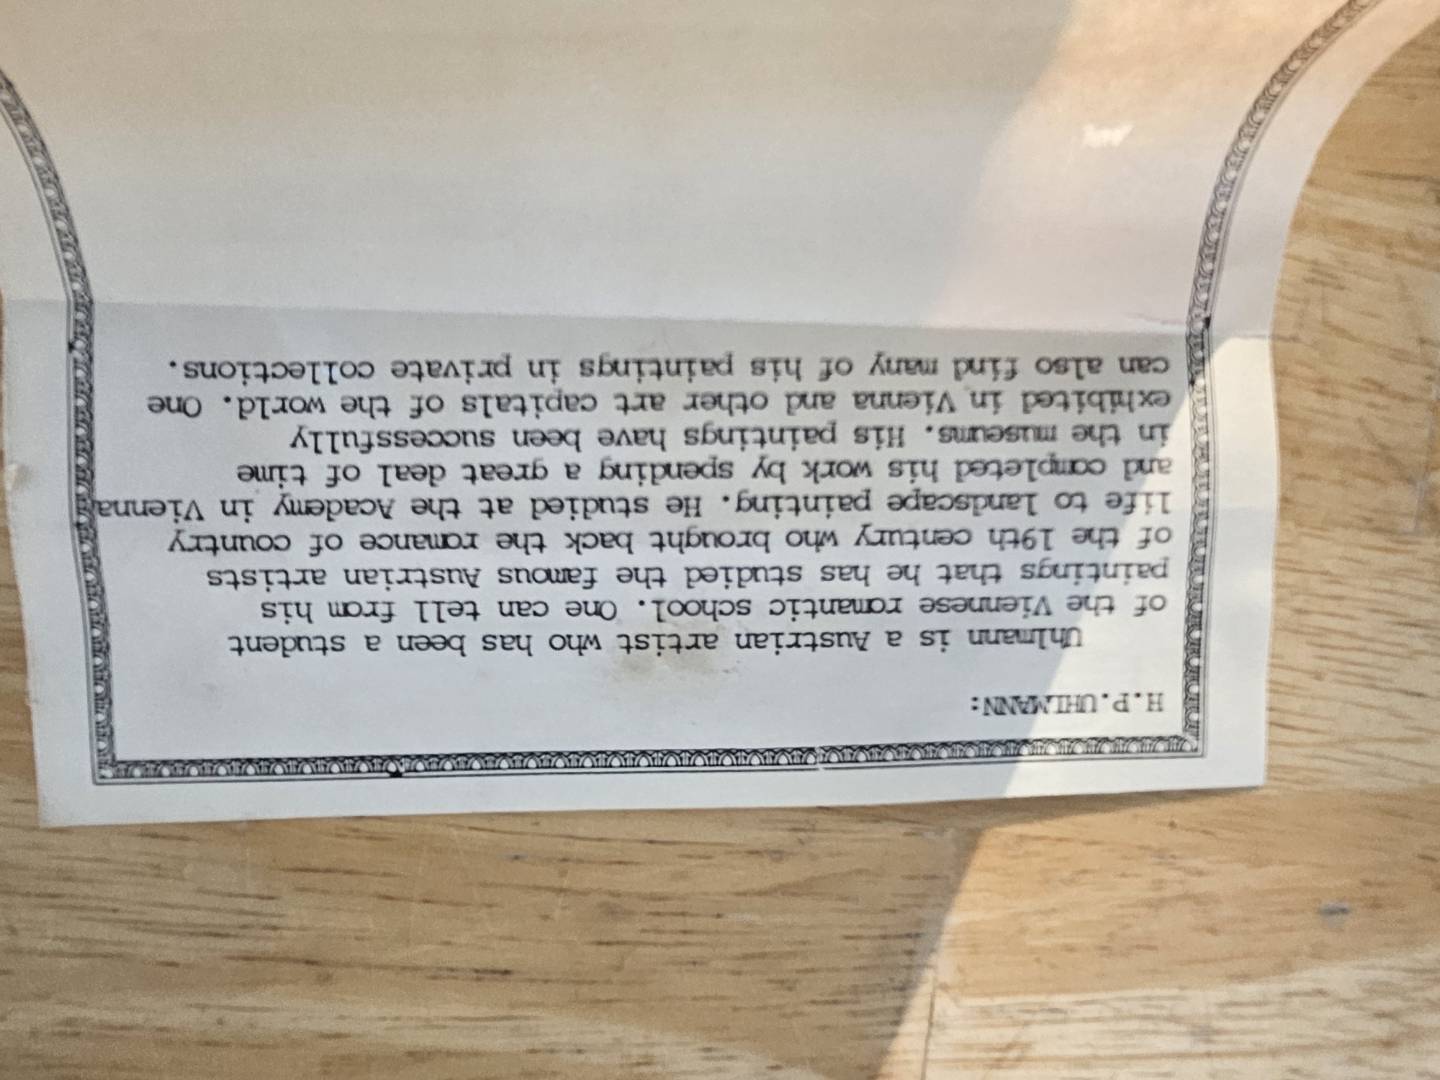 H.P.UHLMANN:
Uhlmann is a Austrian artist who has been a student
of the Viennese romantic school. One can tell from his
paintings that he has studied the famous Austrian artists
of the 19th century who brought back the romance of country
life to landscape painting. He studied at the Academy in Vienna
and completed his work by spending a great deal of time
in the museums. His paintings have been successfully
exhibited in Vienna and other art capitals of the world. One
can also find many of his paintings in private collections.